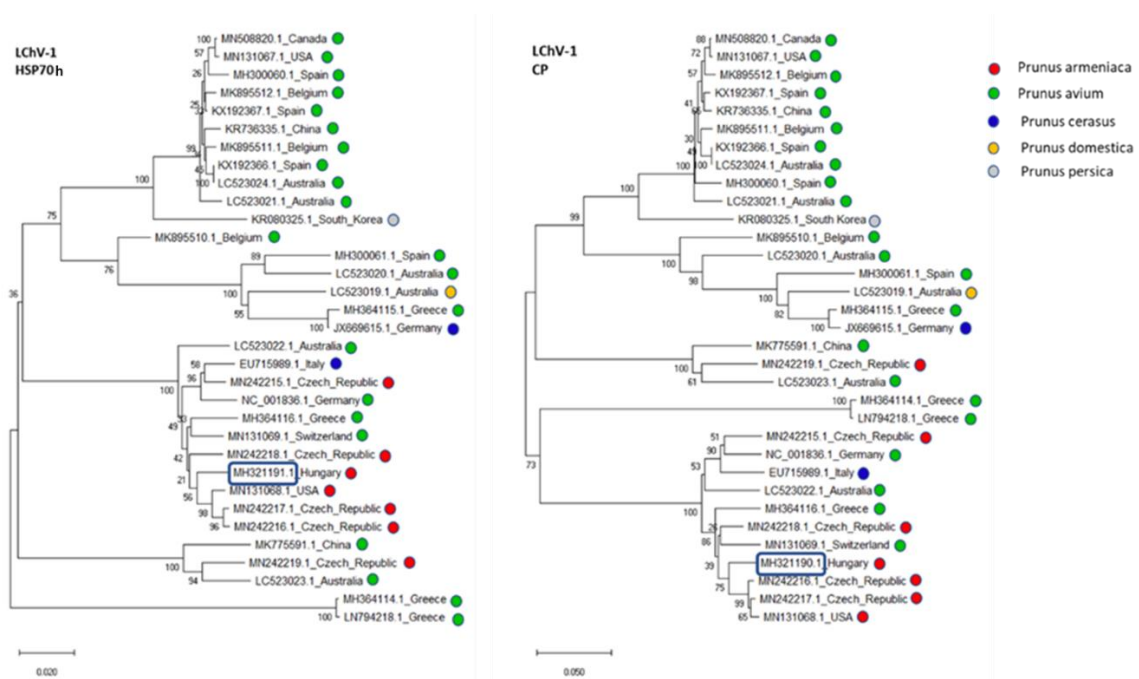 LChV-1
HSP70h
100
MN508820.1_Canada
57
MN131067.1_USA
26
MH300060.1_Spain
MK895512.1_Belgium
25
KX192367.1_Spain
KR736335.1_China
99
MK895511.1_Belgium
45
KX192366.1_Spain
100
LC523024.1_Australia
LC523021.1_Australia
100
KR080325.1_South_Korea
75
MK895510.1_Belgium
76
89
MH300061.1_Spain
LC523020.1_Australia
100
LC523019.1_Australia
55
MH364115.1_Greece
100
JX669615.1_Germany
36
LC523022.1_Australia
58
EU715989.1_Italy
96
MN242215.1_Czech_Republic
100
NC_001836.1_Germany
MH364116.1_Greece
49
MN131069.1_Switzerland
42
MN242218.1_Czech_Republic
21
MH321191.1_Hungary
56
MN131068.1_USA
98
MN242217.1_Czech_Republic
96
MN242216.1_Czech_Republic
MK775591.1_China
100
MN242219.1_Czech_Republic
94
LC523023.1_Australia
MH364114.1_Greece
100
LN794218.1_Greece
0.020
LChV-1
CP
88
MN508820.1_Canada
72
MN131067.1_USA
57
MK895512.1_Belgium
KX192367.1_Spain
41
KR736335.1_China
MK895511.1_Belgium
30
KX192366.1_Spain
49
100
100
LC523024.1_Australia
MH300060.1_Spain
100
LC523021.1_Australia
99
KR080325.1_South Korea
MK895510.1_Belgium
100
LC523020.1_Australia
98
MH300061.1_Spain
100
LC523019.1_Australia
82
MH364115.1_Greece
100
JX669615.1_Germany
MK775591.1_China
100
MN242219.1_Czech_Republic
61
LC523023.1_Australia
100
MH364114.1_Greece
LN794218.1_Greece
73
51
MN242215.1_Czech_Republic
90
NC_001836.1_Germany
53
EU715989.1_Italy
LC523022.1_Australia
100
MH364116.1_Greece
MN242218.1_Czech_Republic
86
MN131069.1_Switzerland
39
MH321190.1_Hungary
75
MN242216.1_Czech_Republic
99
MN242217.1_Czech_Republic
65
MN131068.1_USA
0.050
Prunus armeniaca
Prunus avium
Prunus cerasus
Prunus domestica
Prunus persica